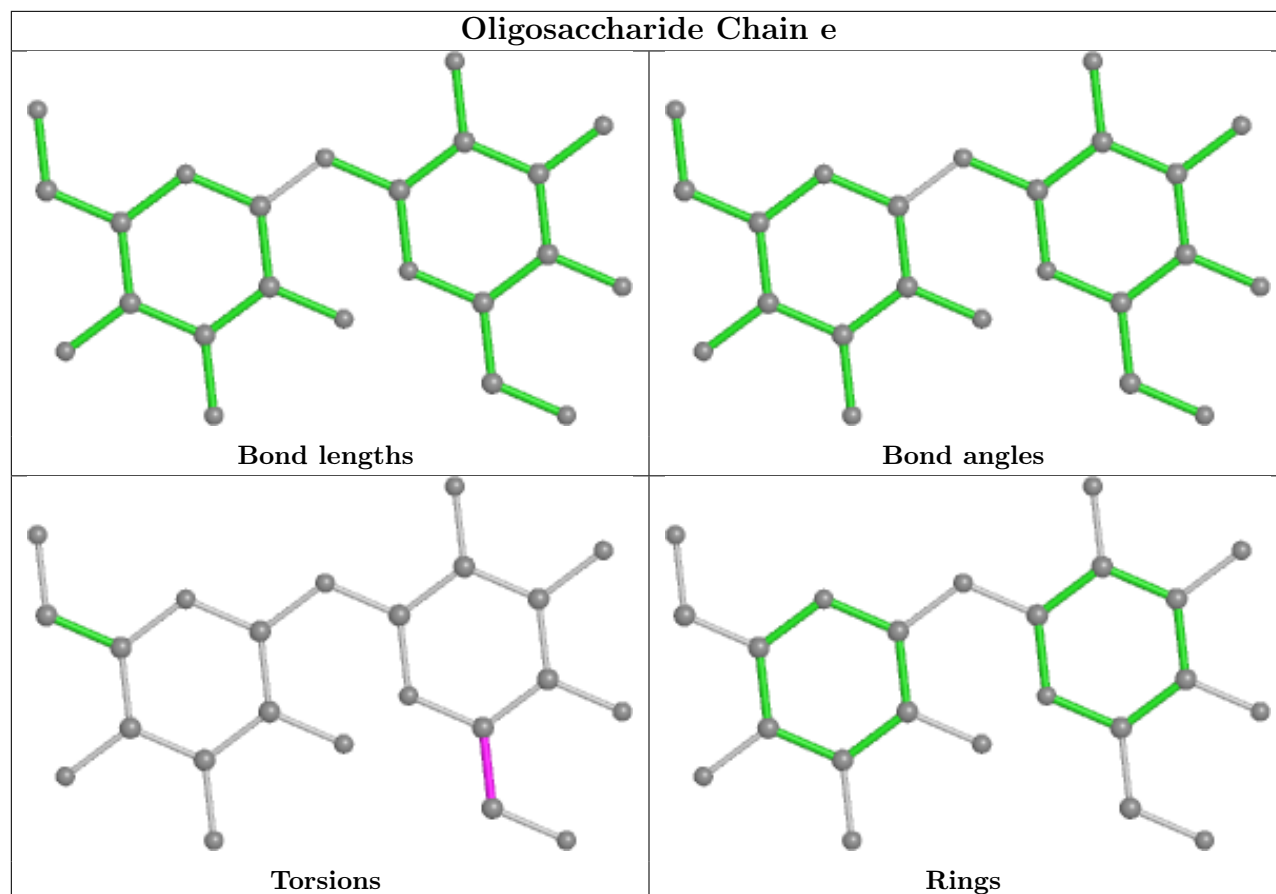 Oligosaccharide Chain e
Bond lengths
Bond angles
Torsions
Rings